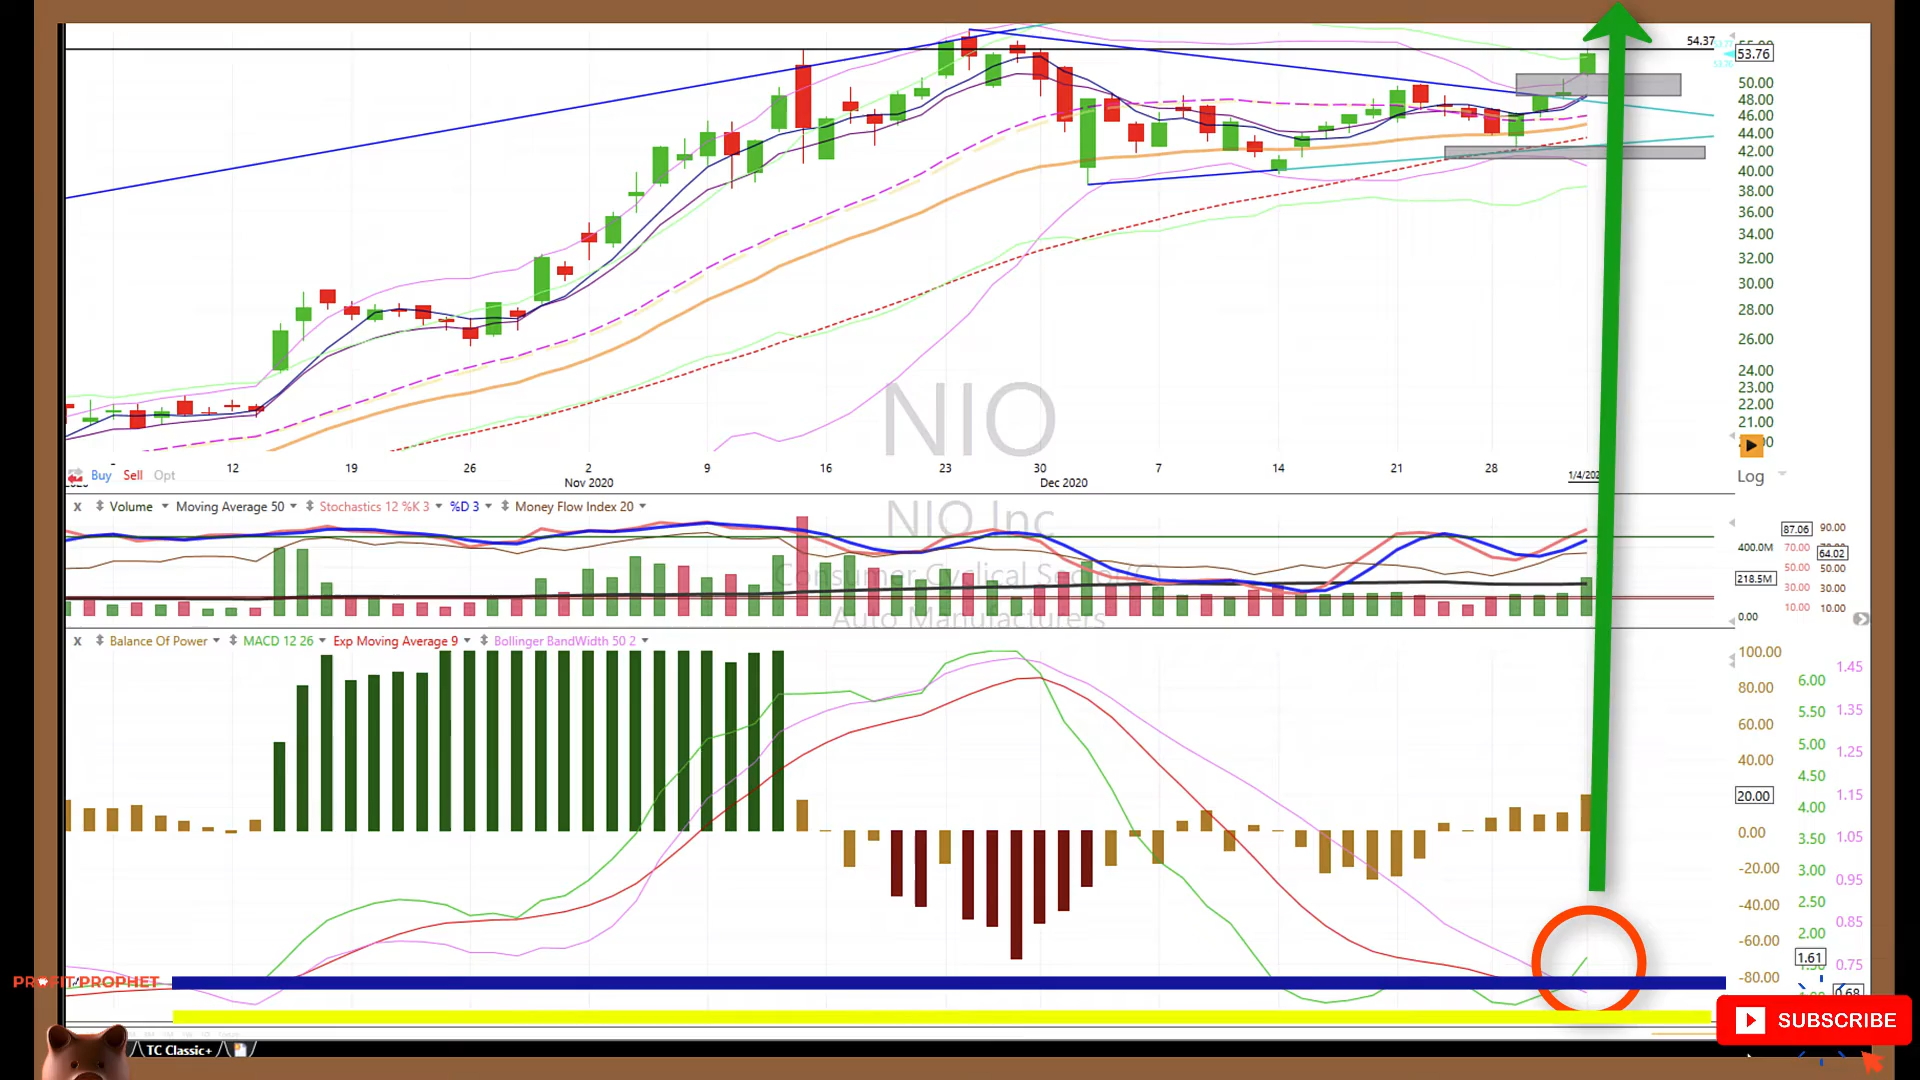 54.37
55.00
53.76
50.00
48.00
46.00
44.00
42.00
40.00
38.00
36.00
34.00
32.00
30.00
28.00
26.00
24.00
23.00
22.00
21.00
NIO
12 19 26 2 9 16 23 30 7 14 21 28
Buy Sell Opt
Nov 2020 Dec 2020 1/4/202
Log
X Volume Moving Average 50 Stochastics 12 %K 3 %D 3 Money Flow Index 20
NIO Inc
Consumer Cyclical Sec
Auto Manufacturers
87.06 90.00
400.0M 70.00 64.02
50.00 50.00
218.5M 30.00 30.00
0.00 10.00 10.00
X Balance Of Power MACD 12 26 Exp Moving Average 9 Bollinger BandWidth 50 2
100.00 1.45
80.00 6.00
60.00 5.50 1.35
40.00 5.00 1.25
20.00 4.50 1.15
0.00 4.00 1.05
-20.00 3.50
-40.00 3.00 0.95
-60.00 2.50 0.85
-80.00 2.00 0.75
1.61
0.68
PROFIT PROPHET
SUBSCRIBE
TC Classic+